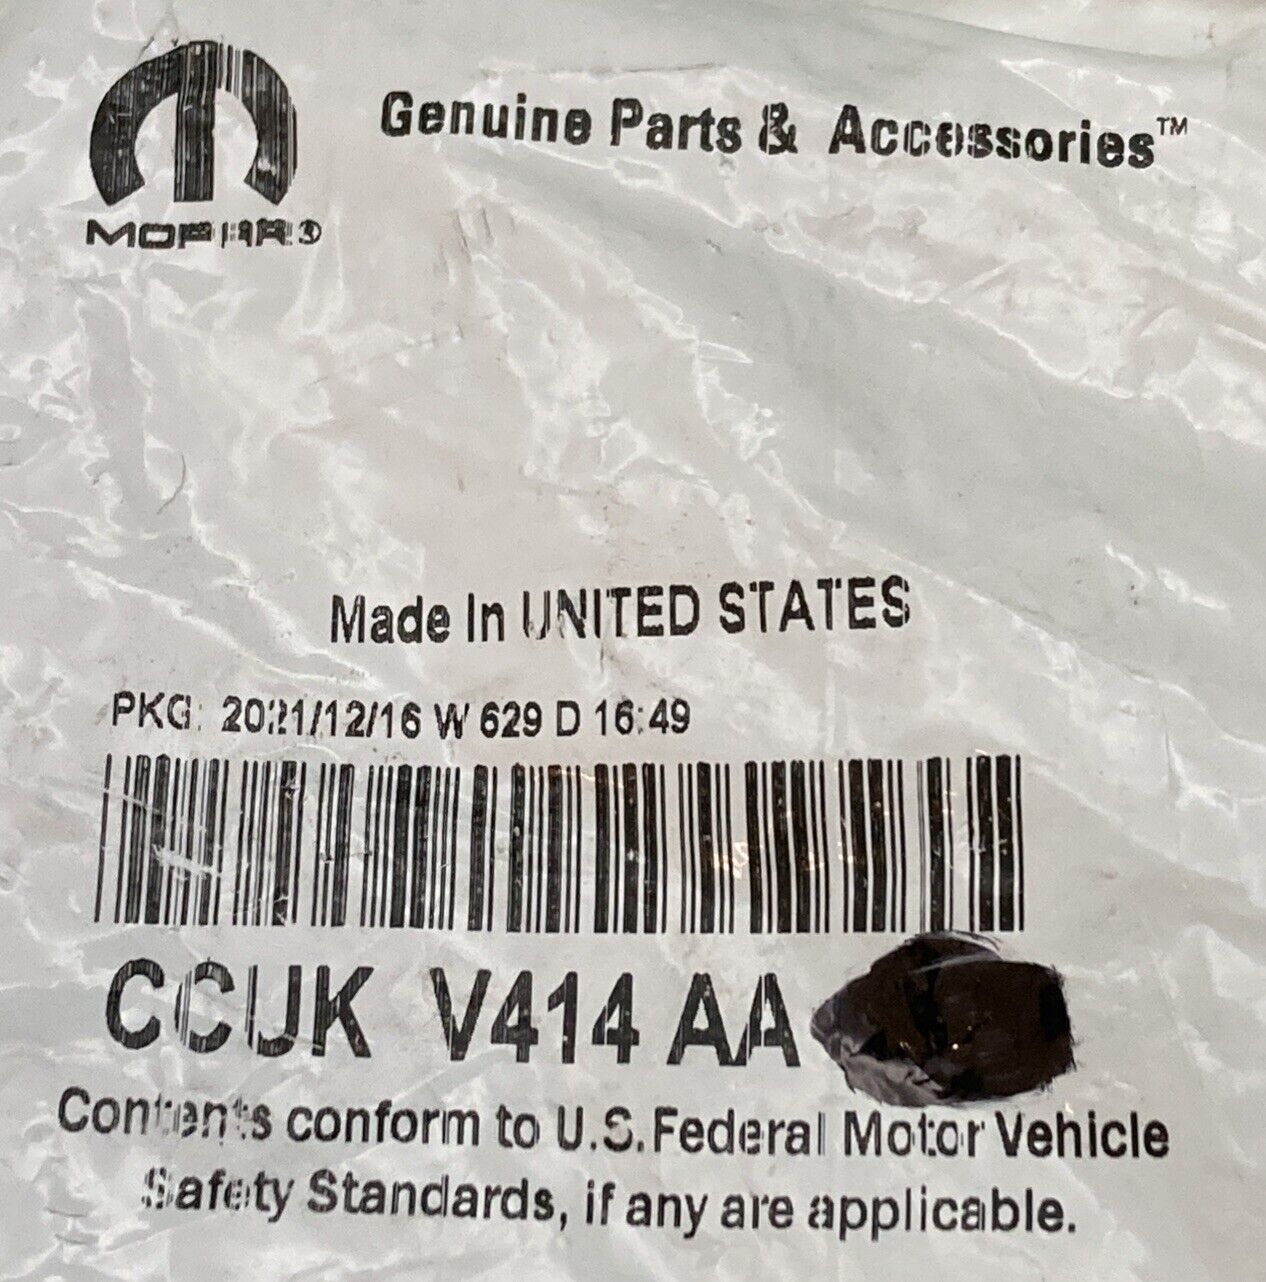 Genuine Parts & Accessories™
MOPAR®
Made In UNITED STATES
PKG: 2021/12/16 W 629 D 16:49
CCUK V414 AA
Contents conform to U.S. Federal Motor Vehicle
Safety Standards, if any are applicable.